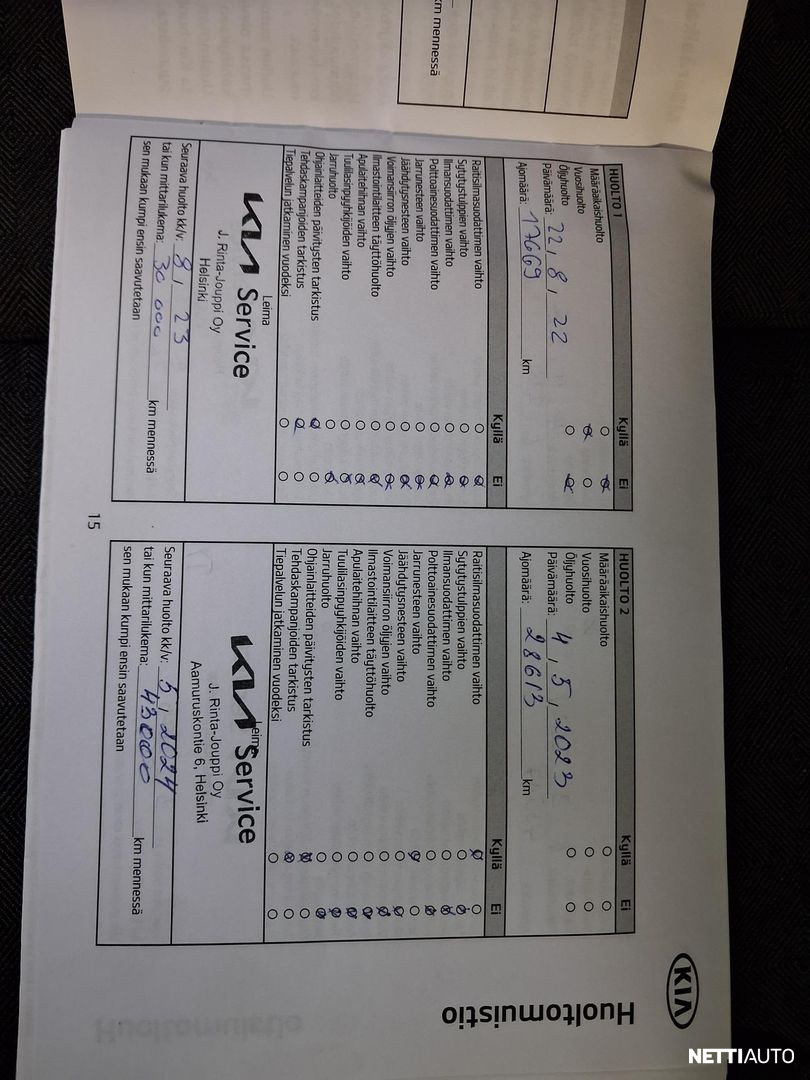 km mennessä
KIA
Huoltomuistio
HUOLTO 1
Kyllä Ei
Määräaikaishuolto
Vuosihuolto
Öljyhuolto
Päivämäärä: 22, 8, 22
Ajomäärä: 17669 km
Kyllä Ei
Raitisilmasuodattimen vaihto
Sytytystulppien vaihto
Ilmansuodattimen vaihto
Polttoainesuodattimen vaihto
Jarrunesteen vaihto
Jäähdytysnesteen vaihto
Voimansiirron öljyjen vaihto
Ilmastointilaitteen täyttöhuolto
Apulaitehihnan vaihto
Tuulilasinpyyhkijöiden vaihto
Jarruhuolto
Ohjainlaitteiden päivitysten tarkistus
Tehdaskampanjoiden tarkistus
Tiepalvelun jatkaminen vuodeksi
Leima
KIA Service
J. Rinta-Jouppi Oy
Helsinki
Seuraava huolto kk/v: 8, 23
tai kun mittarilukema: 30 000 km mennessä
sen mukaan kumpi ensin saavutetaan
HUOLTO 2
Kyllä Ei
Määräaikaishuolto
Vuosihuolto
Öljyhuolto
Päivämäärä: 4, 5, 2023
Ajomäärä: 28613 km
Kyllä Ei
Raitisilmasuodattimen vaihto
Sytytystulppien vaihto
Ilmansuodattimen vaihto
Polttoainesuodattimen vaihto
Jarrunesteen vaihto
Jäähdytysnesteen vaihto
Voimansiirron öljyjen vaihto
Ilmastointilaitteen täyttöhuolto
Apulaitehihnan vaihto
Tuulilasinpyyhkijöiden vaihto
Jarruhuolto
Ohjainlaitteiden päivitysten tarkistus
Tehdaskampanjoiden tarkistus
Tiepalvelun jatkaminen vuodeksi
Leima
KIA Service
J. Rinta-Jouppi Oy
Aamuruskontie 6, Helsinki
Seuraava huolto kk/v: 5, 2024
tai kun mittarilukema: 43000 km mennessä
sen mukaan kumpi ensin saavutetaan
15
NETTIAUTO